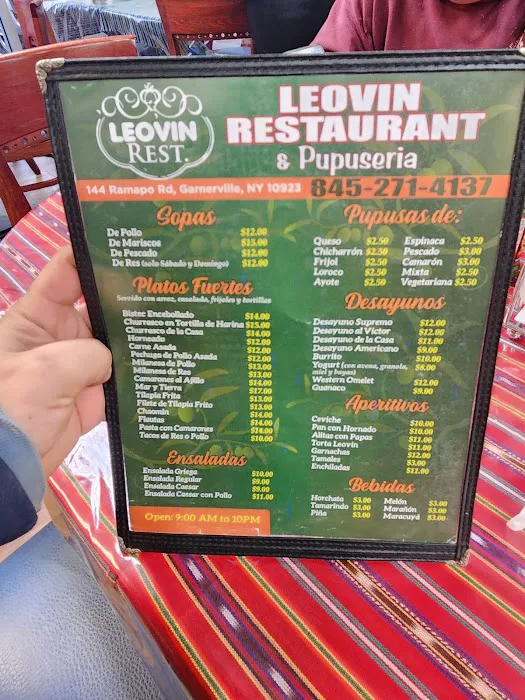 LEOVIN
REST.
LEOVIN
RESTAURANT
& Pupuseria
144 Ramapo Rd, Garnerville, NY 10923 845-271-4137
Sopas
De Pollo $12.00
De Mariscos $15.00
De Pescado $12.00
De Res (solo Sábado y Domingo) $12.00
Platos Fuertes
Servido con arroz, ensalada, frijoles y tortillas
Bistec Encebollado $14.00
Churrasco en Tortilla de Harina $15.00
Churrasco de la Casa $14.00
Horneado $12.00
Carne Asada $12.00
Pechuga de Pollo Asada $12.00
Milanesa de Pollo $13.00
Milanesa de Res $13.00
Camarones al Ajillo $14.00
Mar y Tierra $17.00
Tilapia Frita $13.00
Filete de Tilapia Frito $13.00
Chaomin $14.00
Flautas $14.00
Pasta con Camarones $14.00
Tacos de Res o Pollo $10.00
Ensaladas
Ensalada Griega $10.00
Ensalada Regular $9.00
Ensalada Caesar $9.00
Ensalada Caesar con Pollo $11.00
Open: 9:00 AM to 10PM
Pupusas de:
Queso $2.50 Espinaca $2.50
Chicharrón $2.50 Pescado $3.00
Frijol $2.50 Camarón $3.00
Loroco $2.50 Mixta $2.50
Ayote $2.50 Vegetariana $2.50
Desayunos
Desayuno Supremo $12.00
Desayuno al Victor $12.00
Desayuno de la Casa $11.00
Desayuno Americano $9.00
Burrito $10.00
Yogurt (con avena, granola, $8.00
miel y bayas)
Western Omelet $12.00
Guanaco $9.00
Aperitivos
Ceviche $10.00
Pan con Hornado $10.00
Alitas con Papas $11.00
Torta Leovin $11.00
Garnachas $12.00
Tamales $3.00
Enchiladas $11.00
Bebidas
Horchata $3.00 Melón $3.00
Tamarindo $3.00 Marañón $3.00
Piña $3.00 Maracuyá $3.00